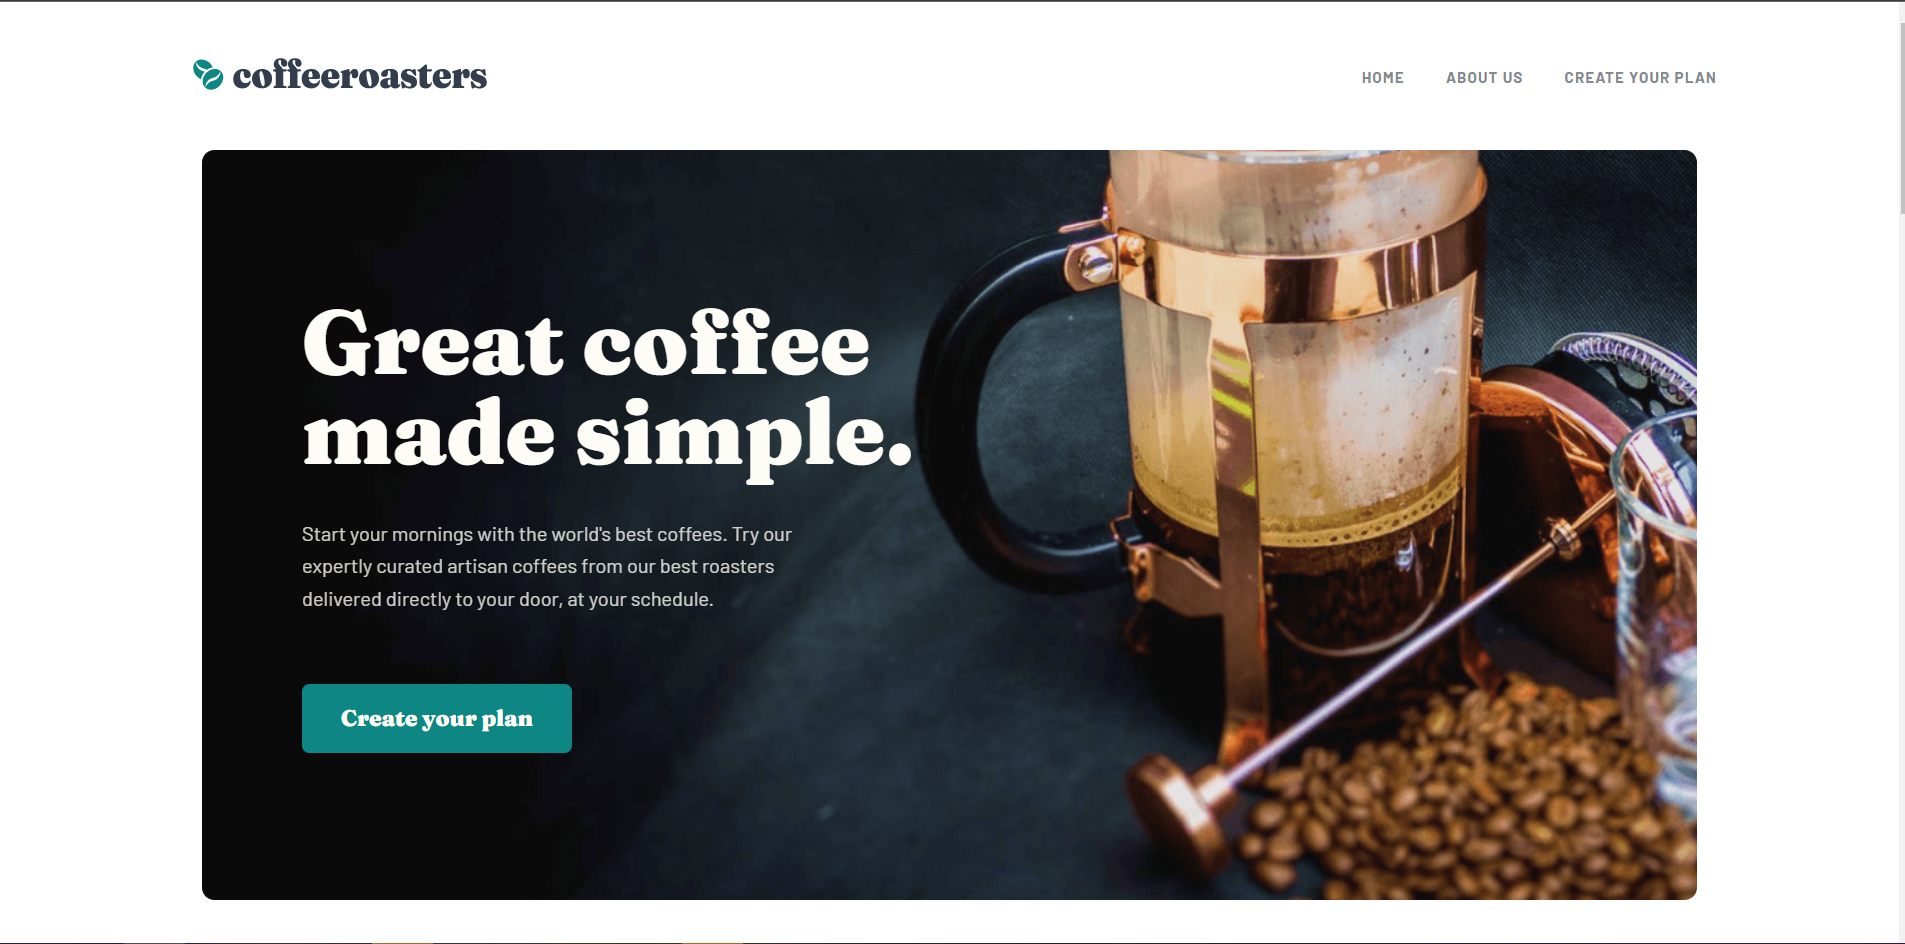 coffeeroasters
HOME ABOUT US CREATE YOUR PLAN
Great coffee
made simple.
Start your mornings with the world's best coffees. Try our
expertly curated artisan coffees from our best roasters
delivered directly to your door, at your schedule.
Create your plan